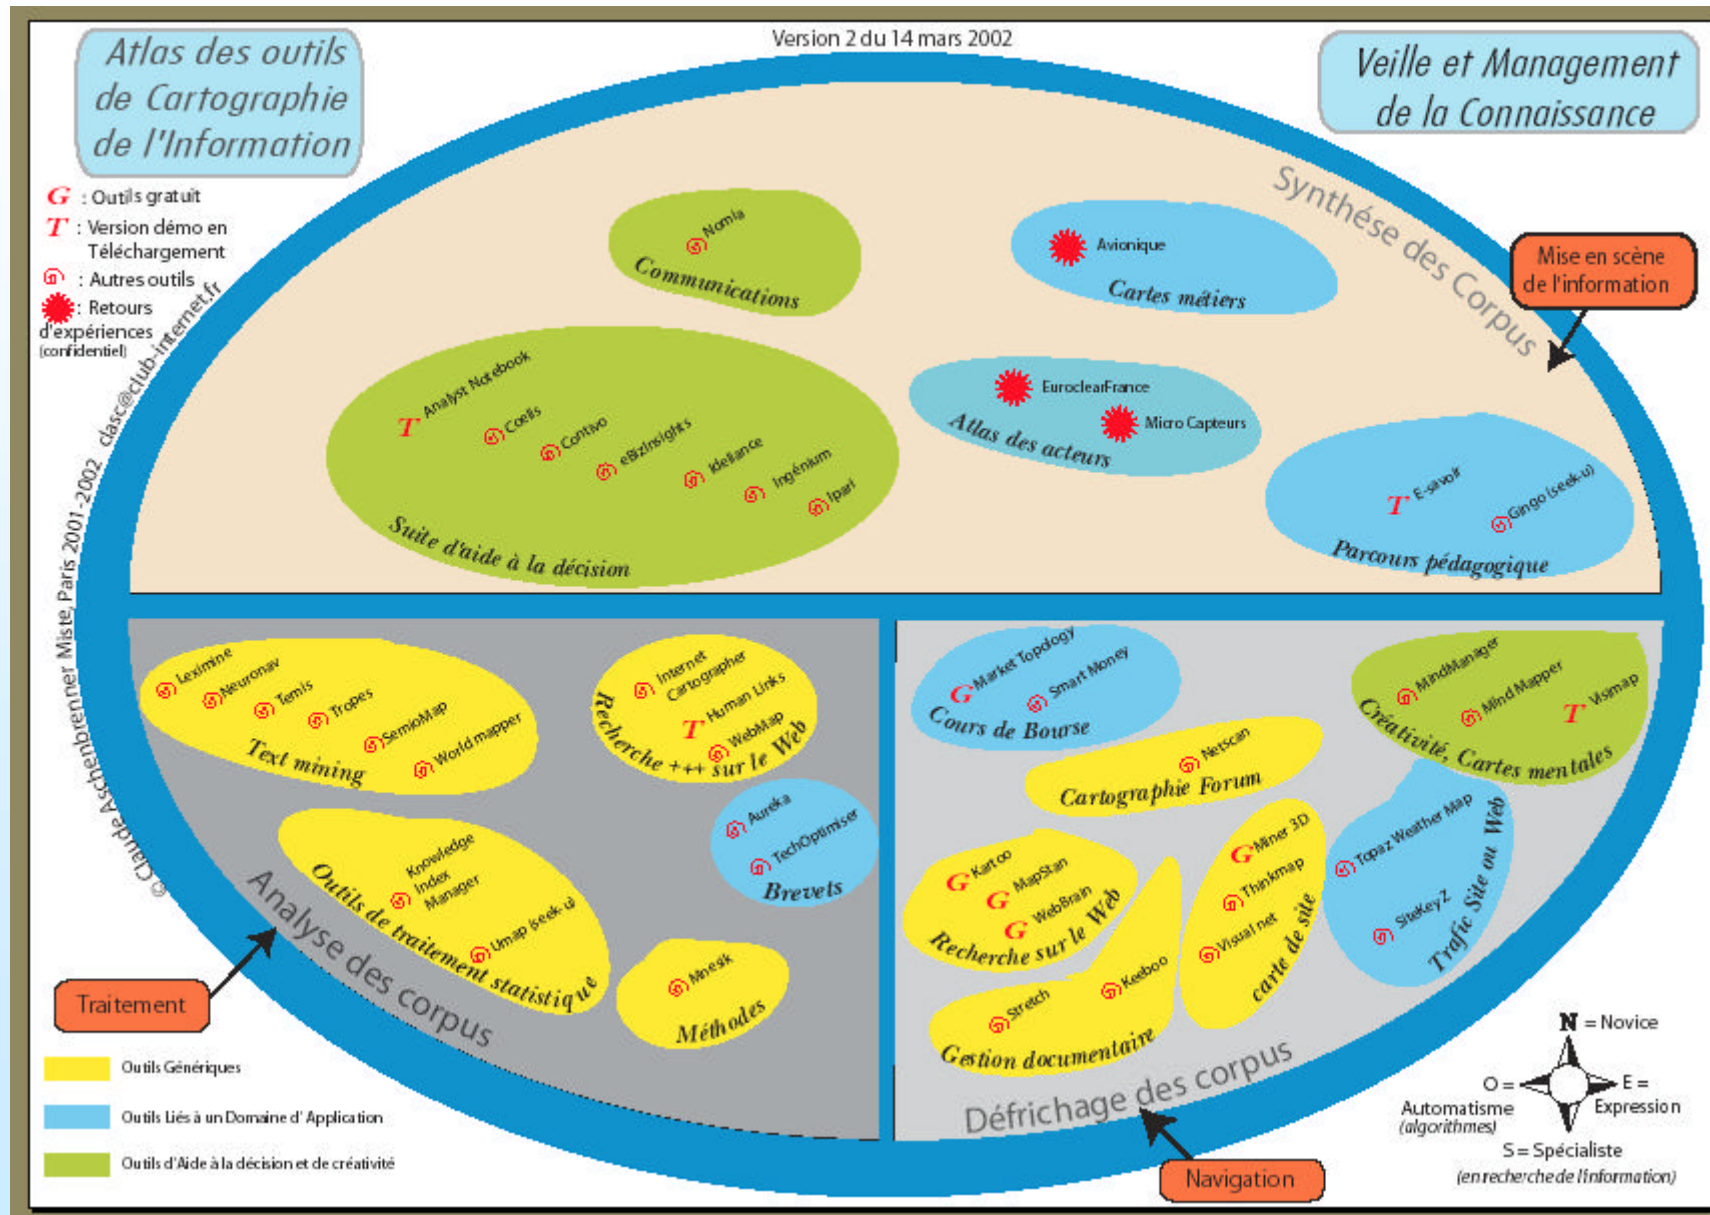 Version 2 du 14 mars 2002
Atlas des outils
de Cartographie
de l'Information
Veille et Management
de la Connaissance
G : Outils gratuit
T : Version démo en
Téléchargement
: Autres outils
: Retours
d'expériences
(confidentiel)
© Claude Aschenbrenner Miste, Paris 2001-2002 clasc@club-internet.fr
Synthése des Corpus
Mise en scène
de l'information
Nomia
Communications
Avionique
Cartes métiers
T Analyst Notebook
Coelis
Contivo
eBizInsights
Ideliance
Ingénium
Ipari
Suite d'aide à la décision
EuroclearFrance
Micro Capteurs
Atlas des acteurs
T E-savoir
Gingo (seek-u)
Parcours pédagogique
Leximine
Neuronav
Temis
Tropes
SemioMap
World mapper
Text mining
Internet
Cartographer
T Human Links
WebMap
Recherche +++ sur le Web
Aureka
TechOptimiser
Brevets
Knowledge
Index
Manager
Umap (seek-u)
Outils de traitement statistique
Mnesk
Méthodes
Analyse des corpus
Traitement
G Market Topology
Smart Money
Cours de Bourse
Netscan
Cartographie Forum
MindManager
Mind Mapper
T Visimap
Créativité, Cartes mentales
G Kartoo
G MapStan
G WebBrain
Recherche sur le Web
G Miner 3D
Thinkmap
Visual net
carte de site
Topaz Weather Map
SiteKeyZ
Trafic Site ou Web
Stretch
Keeboo
Gestion documentaire
Défrichage des corpus
Navigation
Outils Génériques
Outils Liés à un Domaine d'Application
Outils d'Aide à la décision et de créativité
N = Novice
O =
Automatisme
(algorithmes)
E =
Expression
S = Spécialiste
(en recherche de l'information)